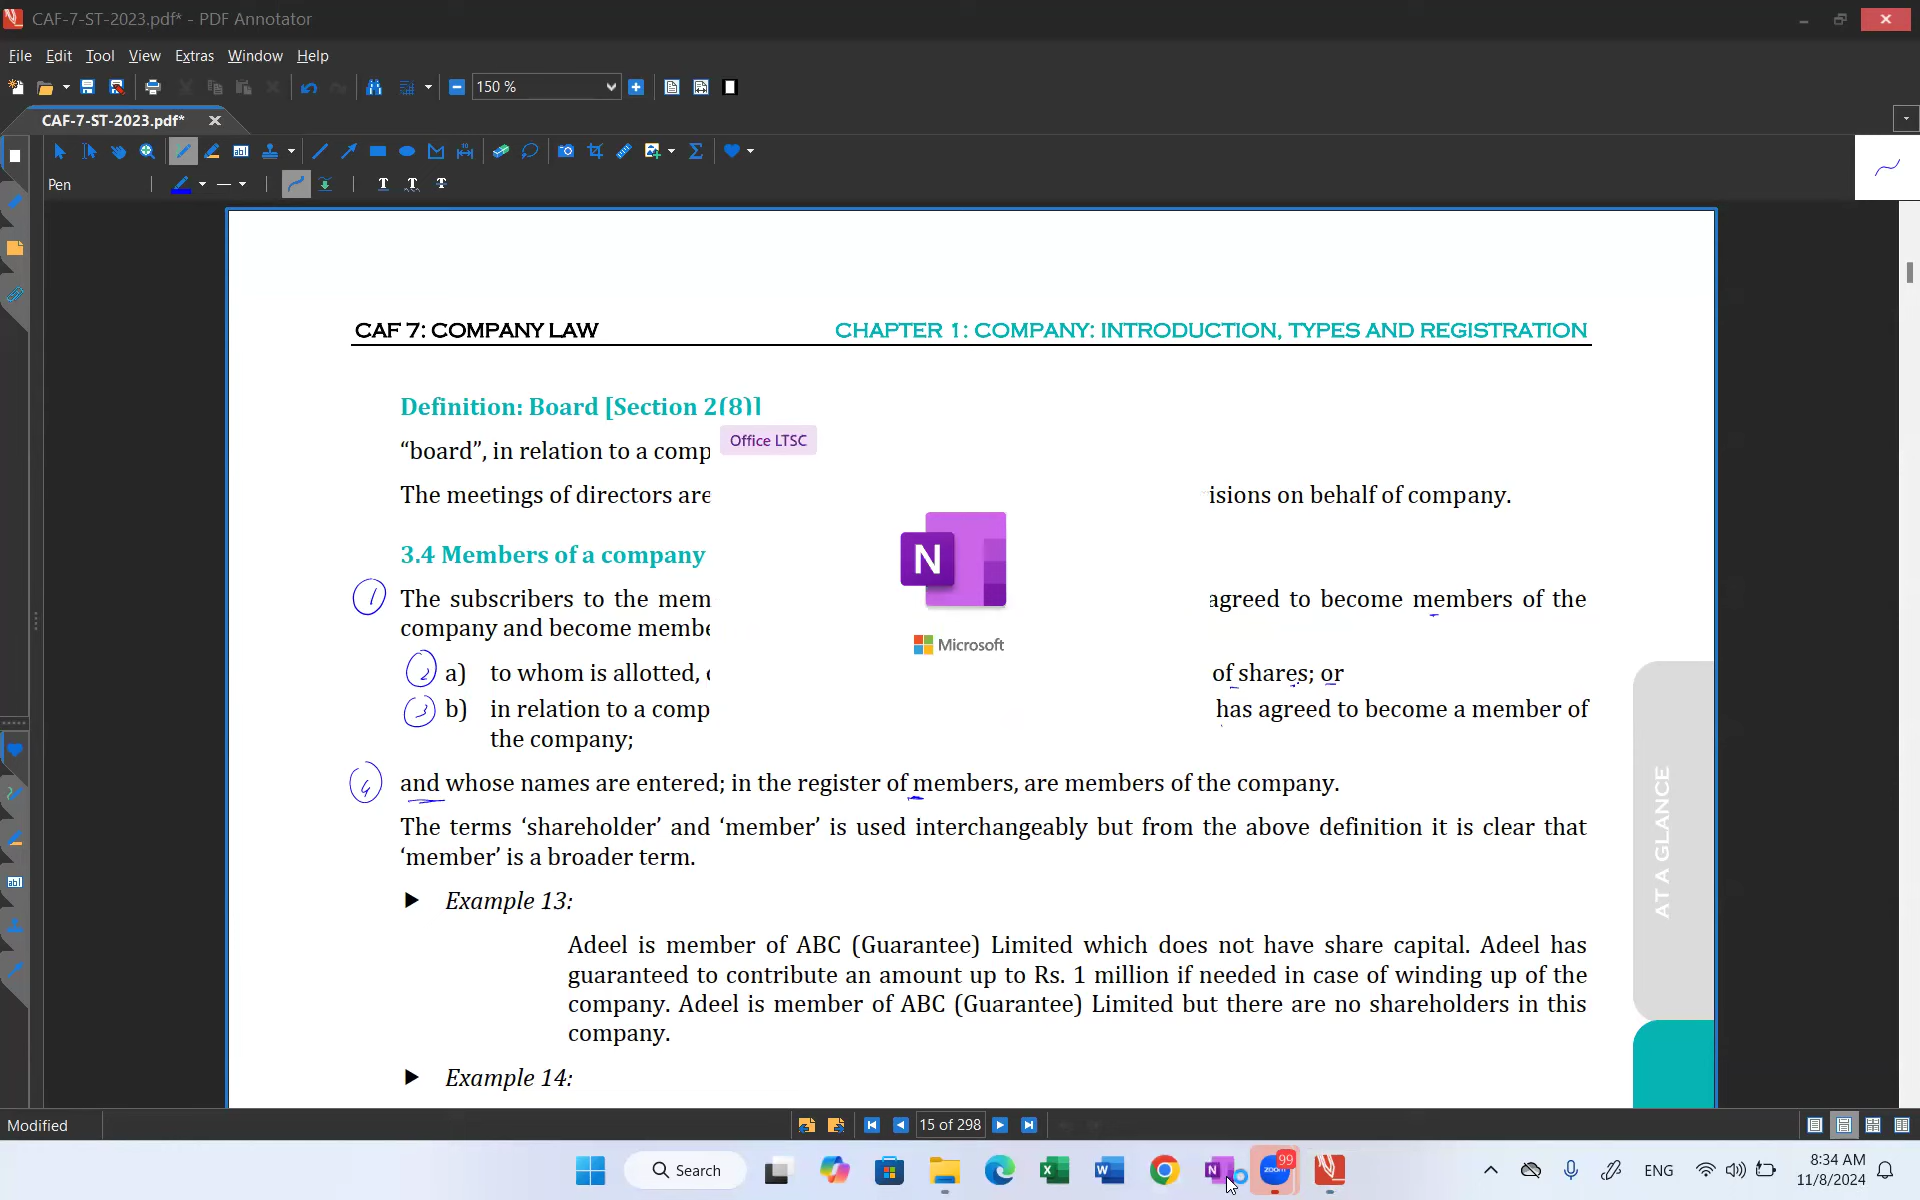 CAF-7-ST-2023.pdf* - PDF Annotator
File Edit Tool View Extras Window Help
150 %
CAF-7-ST-2023.pdf*
Pen
CAF 7: COMPANY LAW CHAPTER 1: COMPANY: INTRODUCTION, TYPES AND REGISTRATION
Definition: Board [Section 2(8)]
Office LTSC
“board”, in relation to a comp
The meetings of directors are isions on behalf of company.
N
3.4 Members of a company
1 The subscribers to the mem agreed to become members of the
company and become membe
Microsoft
2 a) to whom is allotted, of shares; or
3 b) in relation to a comp has agreed to become a member of
the company;
4 and whose names are entered; in the register of members, are members of the company.
The terms ‘shareholder’ and ‘member’ is used interchangeably but from the above definition it is clear that
‘member’ is a broader term.
Example 13:
Adeel is member of ABC (Guarantee) Limited which does not have share capital. Adeel has
guaranteed to contribute an amount up to Rs. 1 million if needed in case of winding up of the
company. Adeel is member of ABC (Guarantee) Limited but there are no shareholders in this
company.
Example 14:
AT A GLANCE
Modified 15 of 298
Search zoom 99 ENG 8:34 AM
11/8/2024